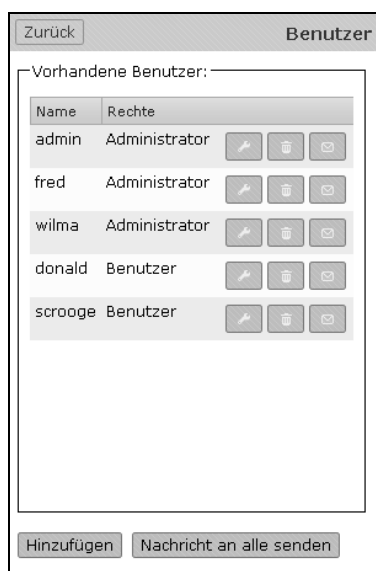 Zurück Benutzer
Vorhandene Benutzer:
Name Rechte
admin Administrator
fred Administrator
wilma Administrator
donald Benutzer
scrooge Benutzer
Hinzufügen Nachricht an alle senden